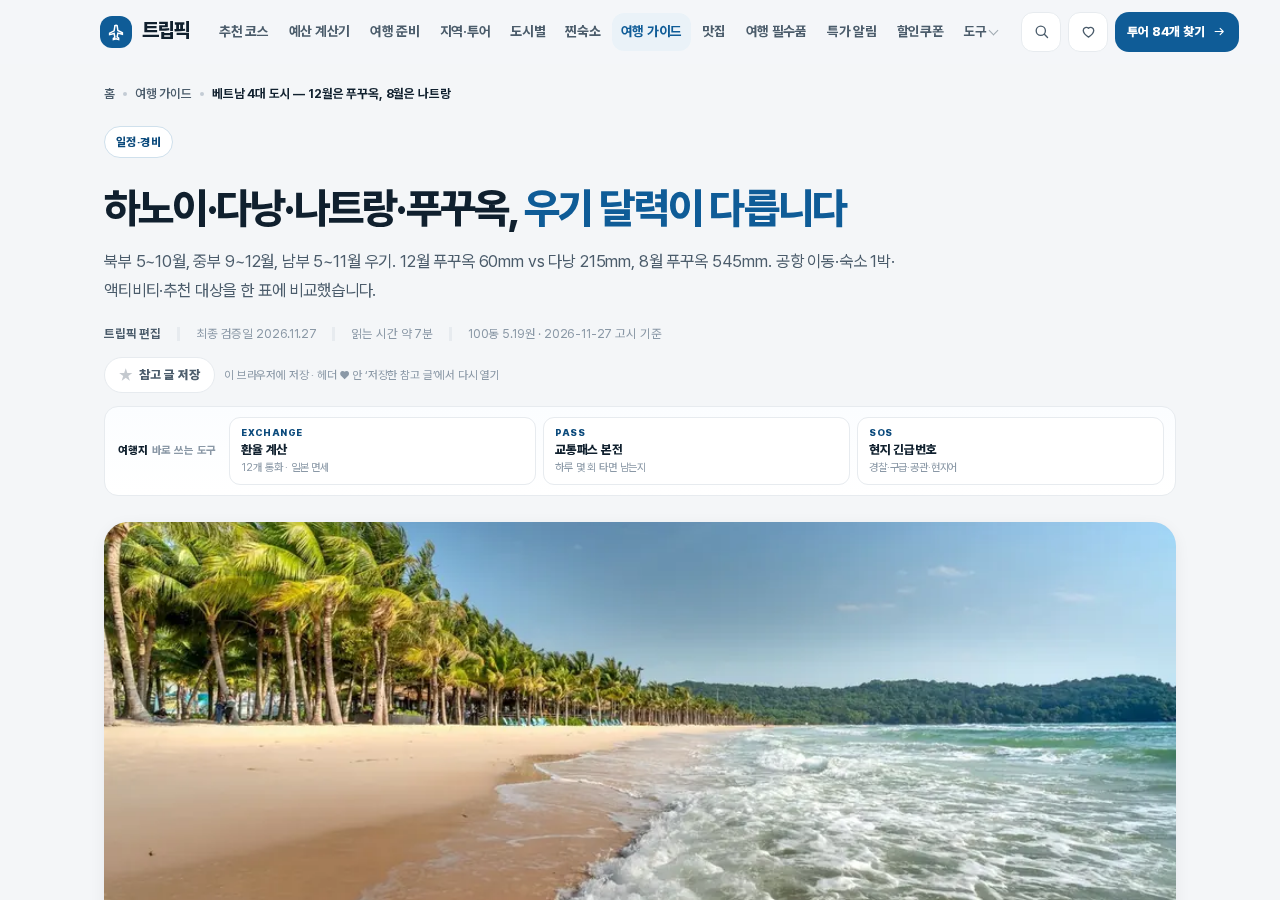 트립픽
추천 코스
예산 계산기
여행 준비
지역·투어
도시별
찐숙소
여행 가이드
맛집
여행 필수품
특가 알림
할인쿠폰
도구
투어 84개 찾기 →
홈 • 여행 가이드 • 베트남 4대 도시 — 12월은 푸꾸옥, 8월은 나트랑
일정·경비
하노이·다낭·나트랑·푸꾸옥, 우기 달력이 다릅니다
북부 5~10월, 중부 9~12월, 남부 5~11월 우기. 12월 푸꾸옥 60mm vs 다낭 215mm, 8월 푸꾸옥 545mm. 공항 이동·숙소 1박·
액티비티·추천 대상을 한 표에 비교했습니다.
트립픽 편집 | 최종 검증일 2026.11.27 | 읽는 시간 약 7분 | 100동 5.19원 · 2026-11-27 고시 기준
★ 참고 글 저장
이 브라우저에 저장 · 헤더 ♥ 안 '저장한 참고 글'에서 다시 열기
여행지 바로 쓰는 도구
EXCHANGE
환율 계산
12개 통화 · 일본 면세
PASS
교통패스 본전
하루 몇 회 타면 남는지
SOS
현지 긴급번호
경찰·구급·공관·현지어